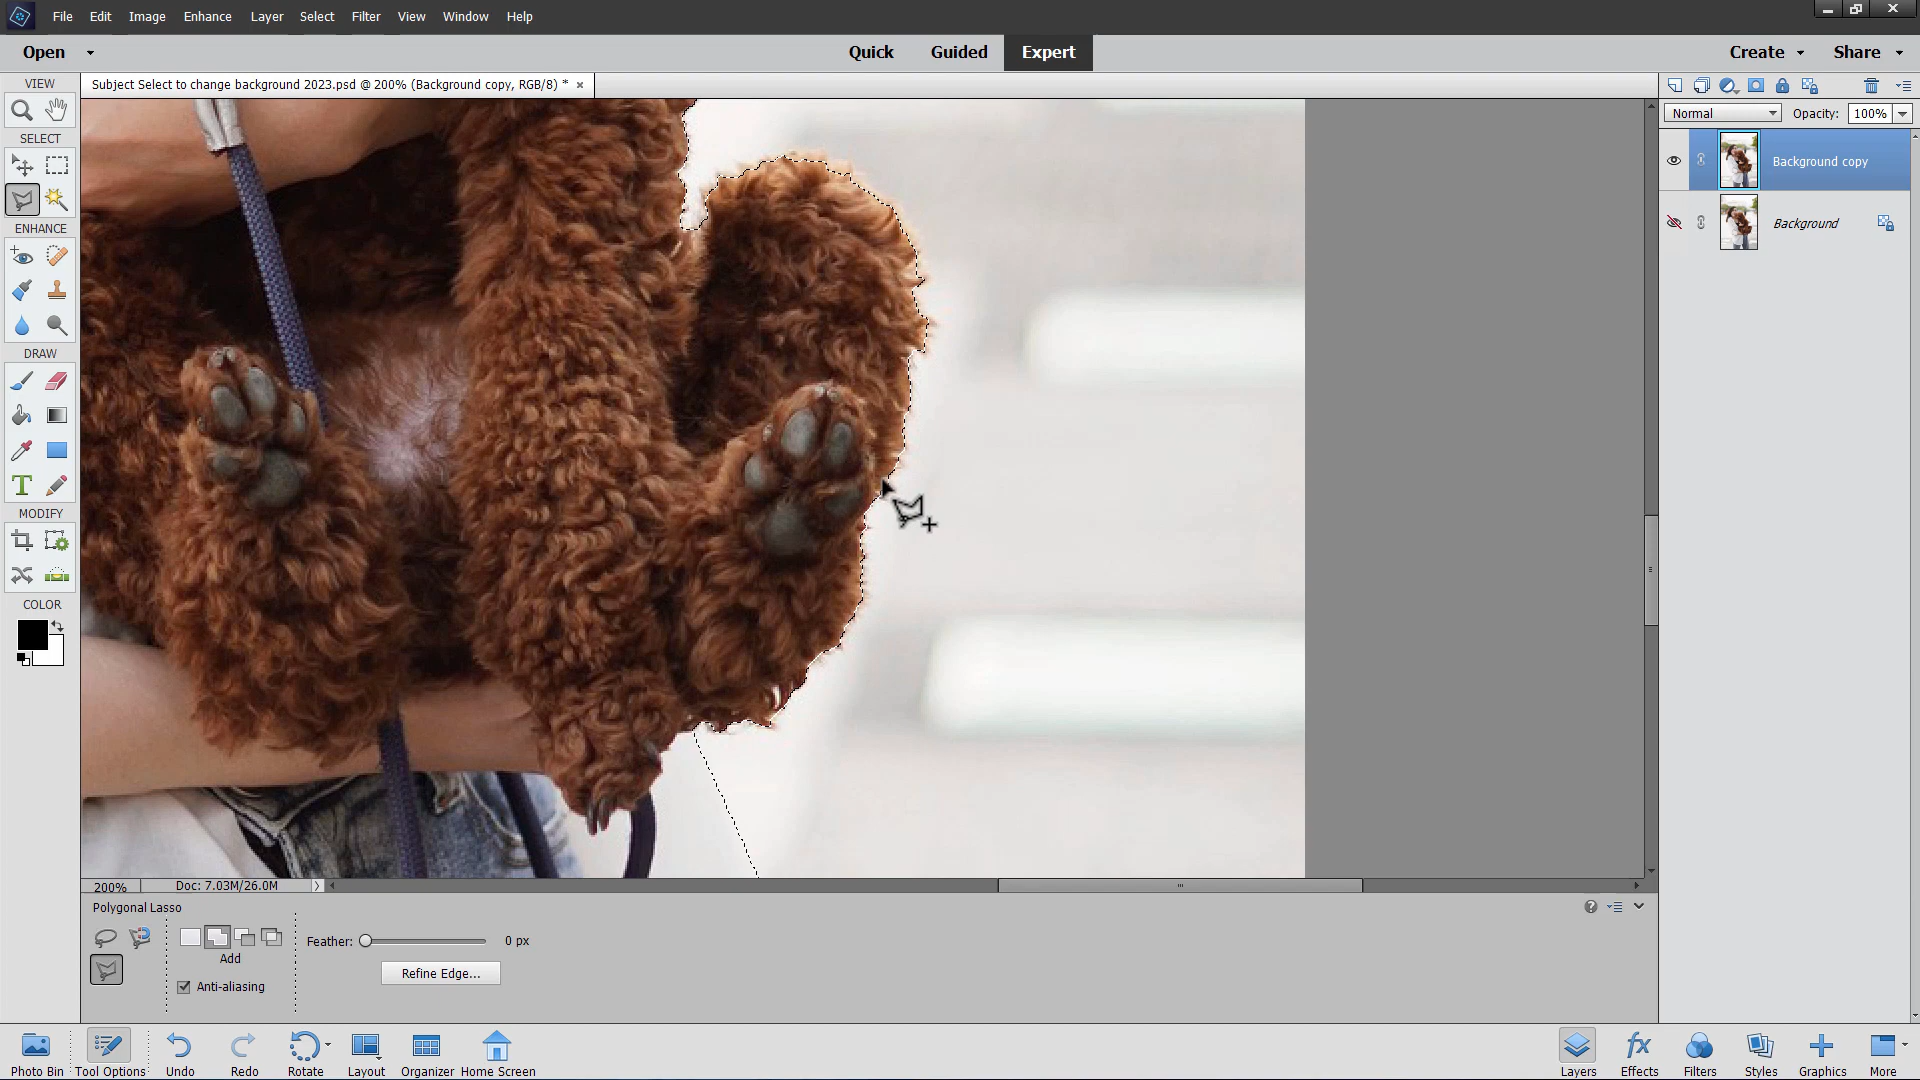 File Edit Image Enhance Layer Select Filter View Window Help
Open Quick Guided Expert Create Share
VIEW Subject Select to change background 2023.psd @ 200% (Background copy, RGB/8) * ×
Normal Opacity: 100%
SELECT
Background copy
Background
ENHANCE
DRAW
T
MODIFY
COLOR
200% Doc: 7.03M/26.0M
Polygonal Lasso
Feather: 0 px
Add
Refine Edge...
Anti-aliasing
Photo Bin Tool Options Undo Redo Rotate Layout Organizer Home Screen Layers Effects Filters Styles Graphics More